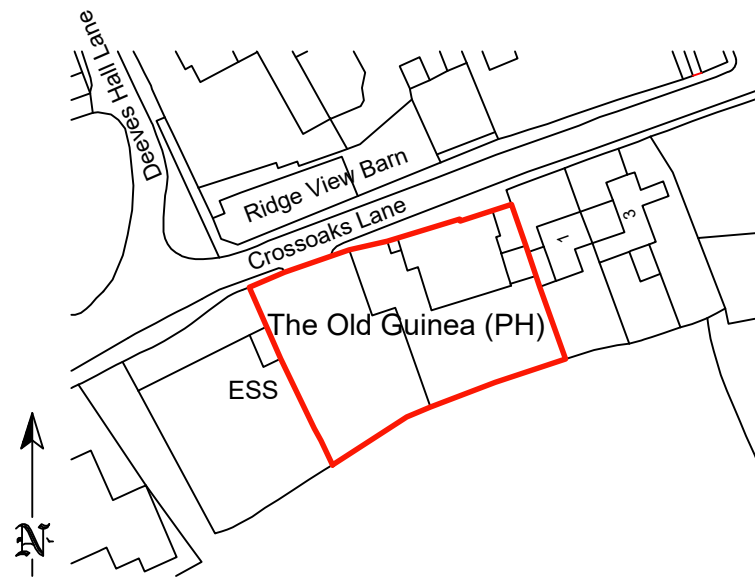 Deeves Hall Lane
Ridge View Barn
Crossoaks Lane
1
3
The Old Guinea (PH)
ESS
N